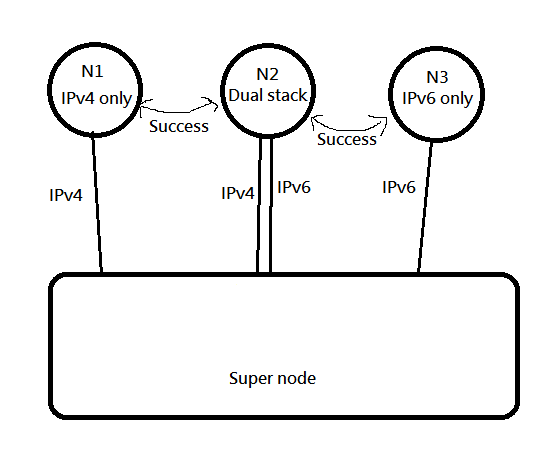 N1
IPv4 only
N2
Dual stack
N3
IPv6 only
Success
Success
IPv4
IPv4
IPv6
IPv6
Super node